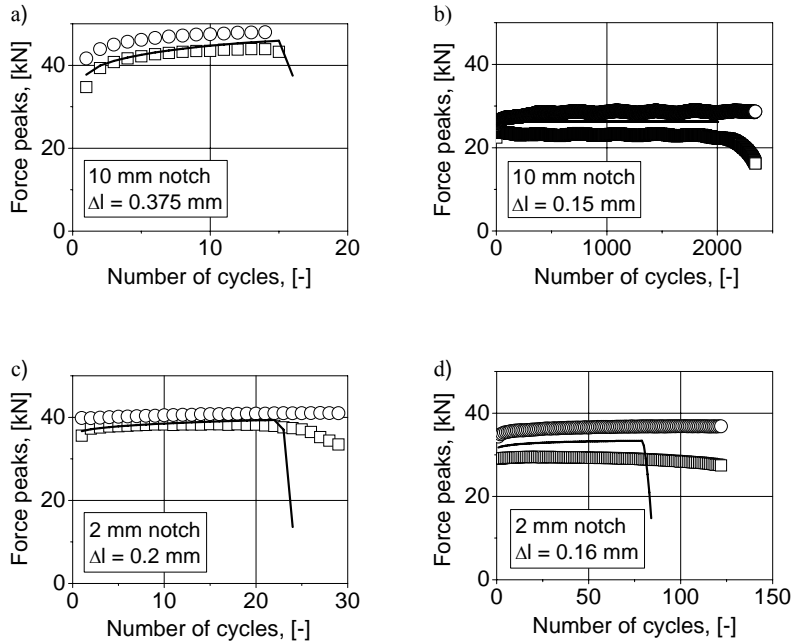 a)
Force peaks, [kN]
40
20
0
10 mm notch
Δl = 0.375 mm
0
10
20
Number of cycles, [-]
b)
Force peaks, [kN]
40
20
0
10 mm notch
Δl = 0.15 mm
0
1000
2000
Number of cycles, [-]
c)
Force peaks, [kN]
40
20
0
2 mm notch
Δl = 0.2 mm
0
10
20
30
Number of cycles, [-]
d)
Force peaks, [kN]
40
20
0
2 mm notch
Δl = 0.16 mm
0
50
100
150
Number of cycles, [-]